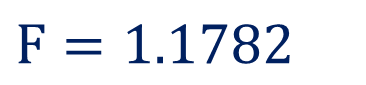 F = 1.1782